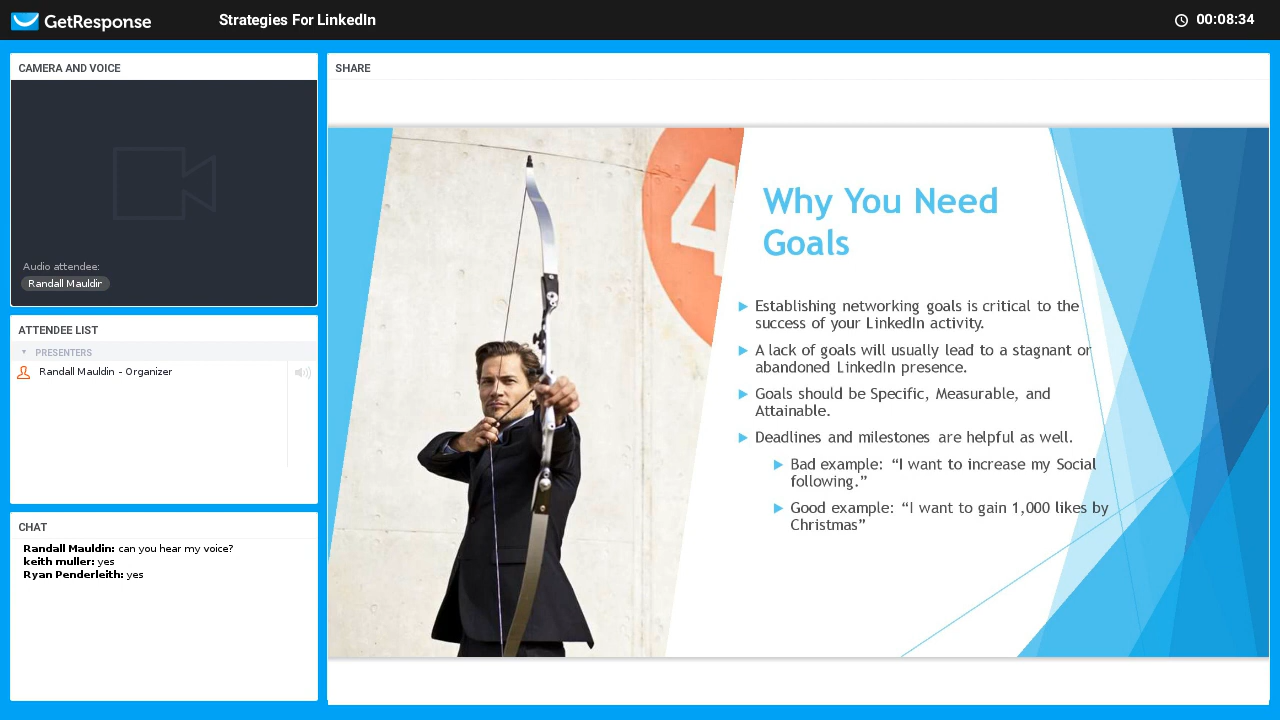 GetResponse
Strategies For LinkedIn
00:08:34
CAMERA AND VOICE
Audio attendee:
Randall Mauldin
ATTENDEE LIST
PRESENTERS
Randall Mauldin - Organizer
CHAT
Randall Mauldin: can you hear my voice?
keith muller: yes
Ryan Penderleith: yes
SHARE
4
Why You Need
Goals
Establishing networking goals is critical to the
success of your LinkedIn activity.
A lack of goals will usually lead to a stagnant or
abandoned LinkedIn presence.
Goals should be Specific, Measurable, and
Attainable.
Deadlines and milestones are helpful as well.
Bad example: “I want to increase my Social
following.”
Good example: “I want to gain 1,000 likes by
Christmas”